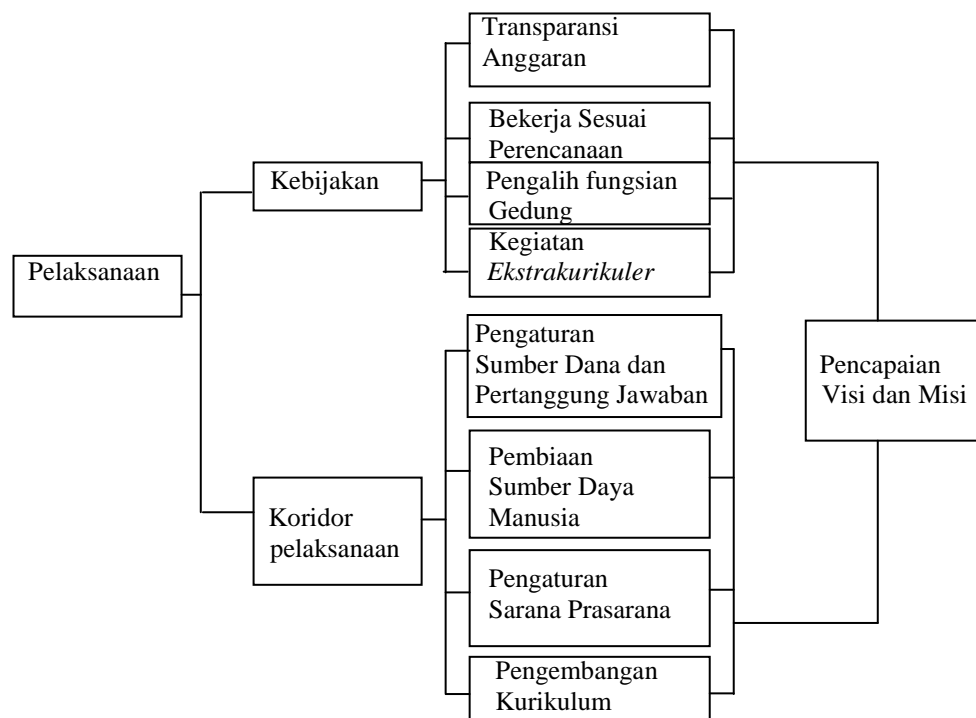 Pelaksanaan
Kebijakan
Transparansi
Anggaran
Bekerja Sesuai
Perencanaan
Pengalih fungsian
Gedung
Kegiatan
Ekstrakurikuler
Koridor
pelaksanaan
Pengaturan
Sumber Dana dan
Pertanggung Jawaban
Pembiaan
Sumber Daya
Manusia
Pengaturan
Sarana Prasarana
Pengembangan
Kurikulum
Pencapaian
Visi dan Misi